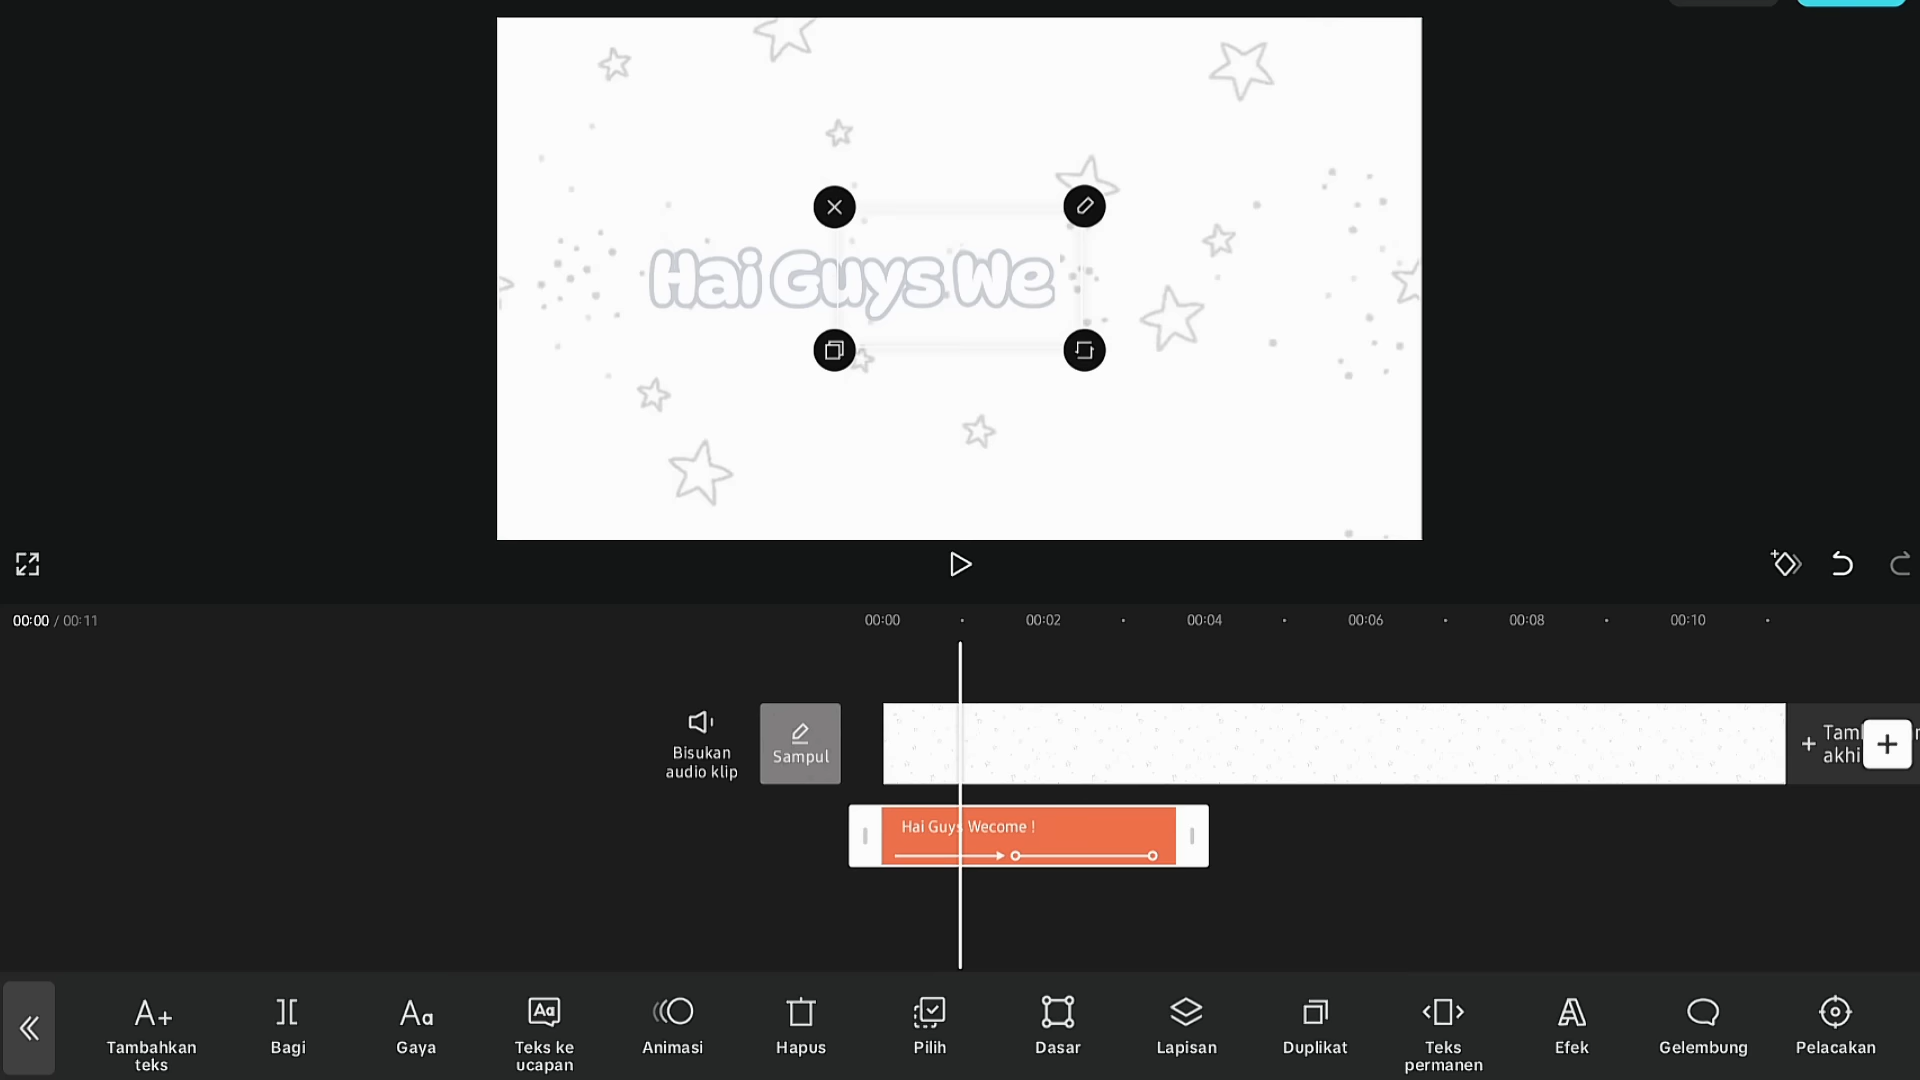 Hai Guys We
00:00 / 00:11
00:00 00:02 00:04 00:06 00:08 00:10
Bisukan
audio klip
Sampul
+ Taml
akhi
Hai Guys Wecome !
Tambahkan
teks
Bagi
Gaya
Teks ke
ucapan
Animasi
Hapus
Pilih
Dasar
Lapisan
Duplikat
Teks
permanen
Efek
Gelembung
Pelacakan